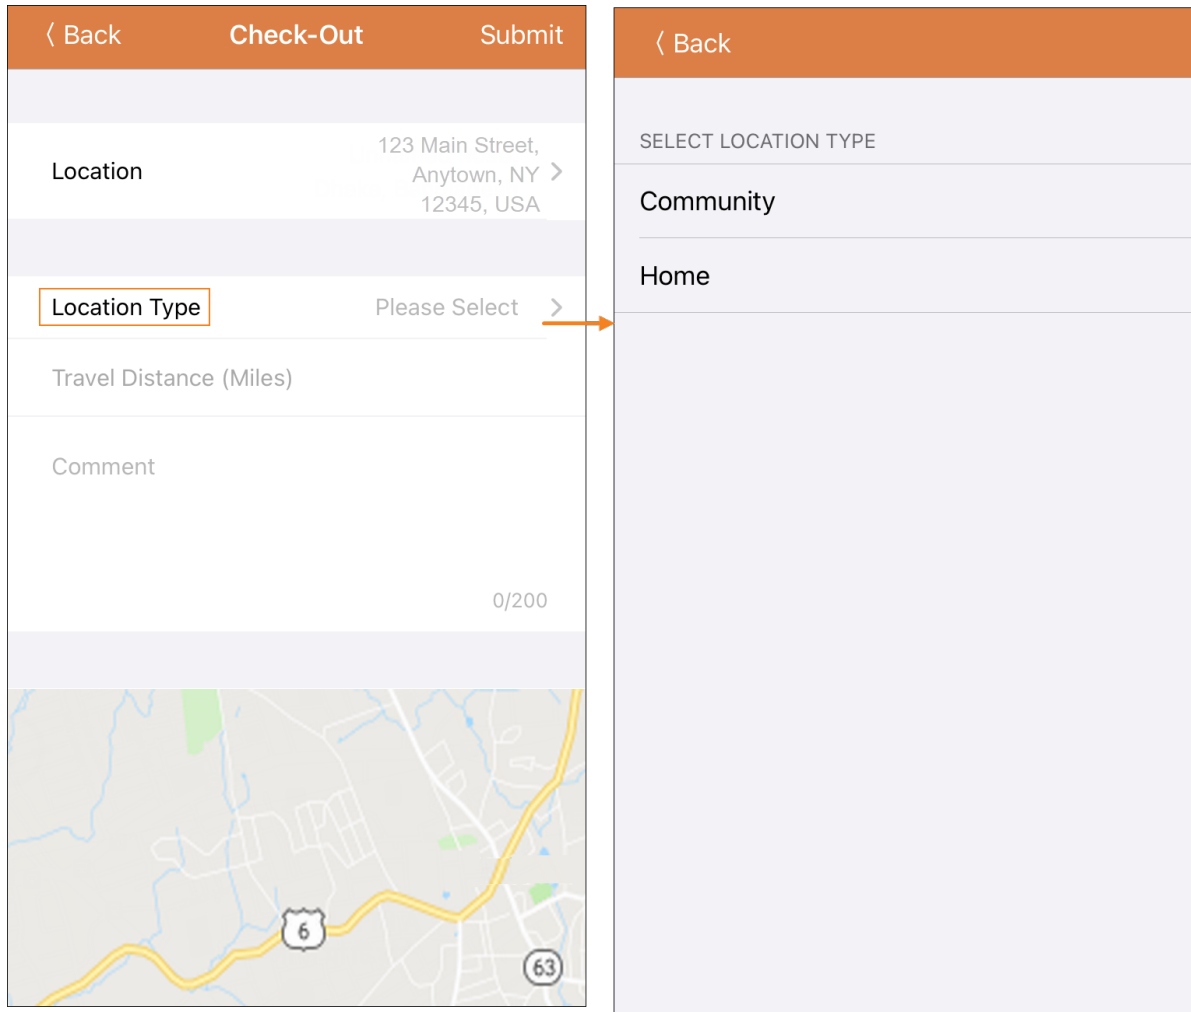 Back Check-Out Submit
Location
123 Main Street,
Anytown, NY
12345, USA
Location Type Please Select
Travel Distance (Miles)
Comment
0/200
6
63
Back
SELECT LOCATION TYPE
Community
Home